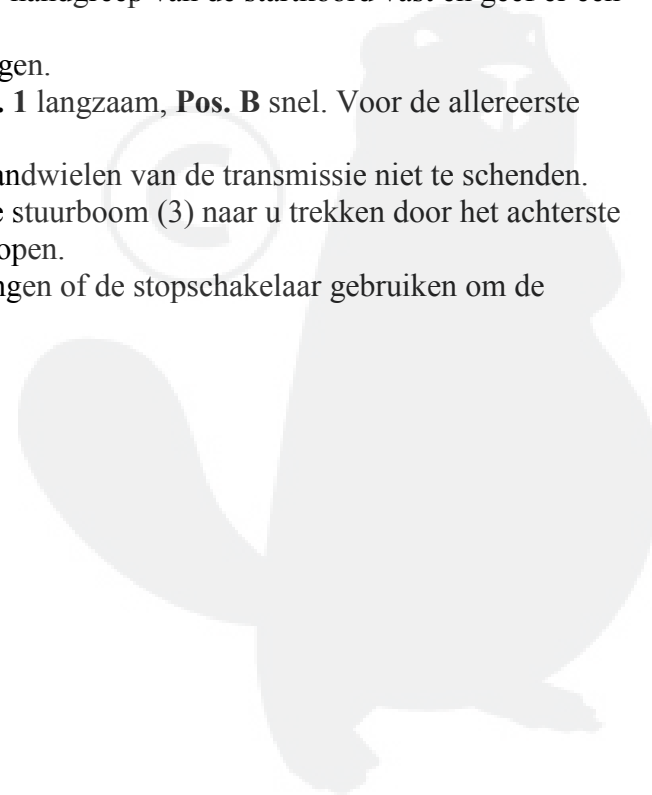 handgreep van de startkoord vast en geef er een
gen.
. 1 langzaam, Pos. B snel. Voor de allereerste
andwielen van de transmissie niet te schenden.
e stuurboom (3) naar u trekken door het achterste
open.
ngen of de stopschakelaar gebruiken om de
©